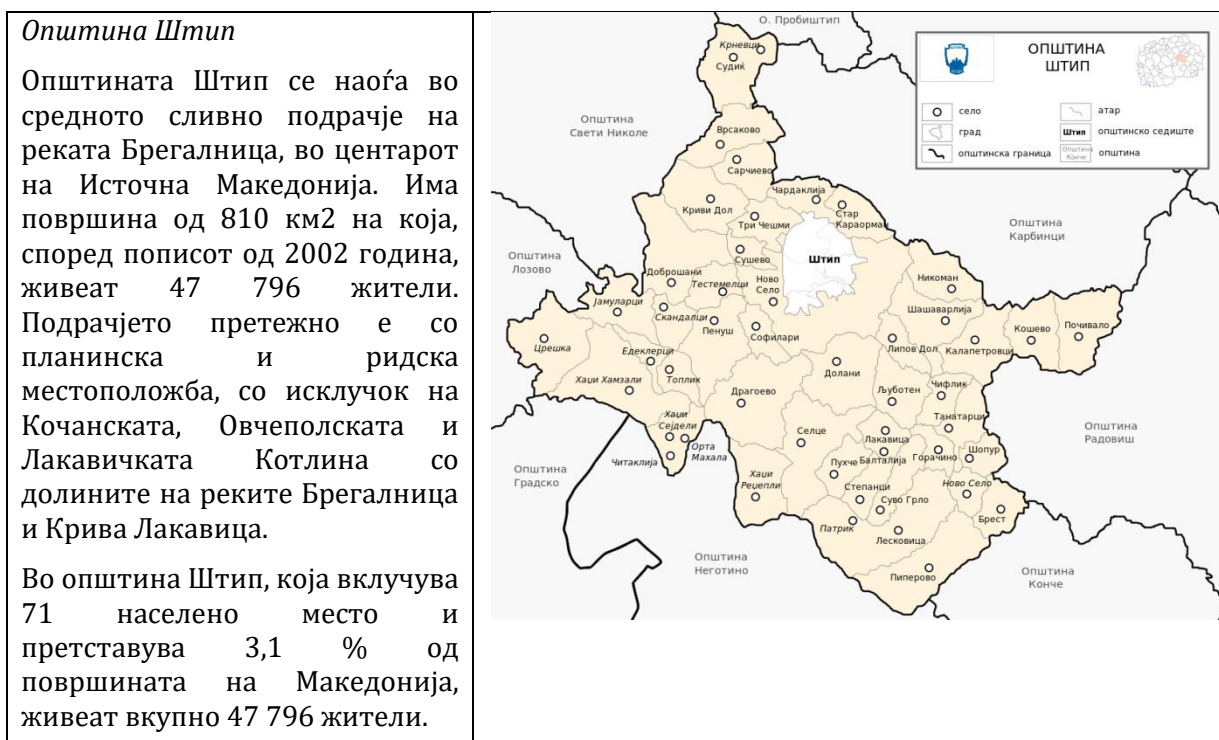 Општина Штип
Општината Штип се наоѓа во
средното сливно подрачје на
реката Брегалница, во центарот
на Источна Македонија. Има
површина од 810 км2 на која,
според пописот од 2002 година,
живеат 47 796 жители.
Подрачјето претежно е со
планинска и ридска
местоположба, со исклучок на
Кочанската, Овчеполската и
Лакавичката Котлина со
долините на реките Брегалница
и Крива Лакавица.
Во општина Штип, која вклучува
71 населено место и
претставува 3,1 % од
површината на Македонија,
живеат вкупно 47 796 жители.
О. Пробиштип
ОПШТИНА
ШТИП
село
атар
град
Штип
општинско седиште
општинска граница
Општина
Конче
општина
Крневци
Судиќ
Општина
Свети Николе
Врсаково
Сарчиево
Чардаклија
Криви Дол
Три Чешми
Стар
Караорман
Општина
Карбинци
Општина
Лозово
Сушево
Штип
Доброшани
Тестемелци
Ново
Село
Никоман
Јамуларци
Скандалци
Пенуш
Софилари
Шашаварлија
Кошево
Почивало
Црешка
Едеклерци
Липов Дол
Калапетровци
Топлик
Долани
Хаџи Хамзали
Драгоево
Љуботен
Чифлик
Хаџи
Сејдели
Орта
Махала
Танатарци
Општина
Радовиш
Селце
Лакавица
Балталија
Горачино
Шопур
Читаклија
Општина
Градско
Пухче
Хаџи
Реџепли
Степанци
Суво Грло
Ново Село
Патрик
Брест
Лесковица
Општина
Неготино
Пиперово
Општина
Конче